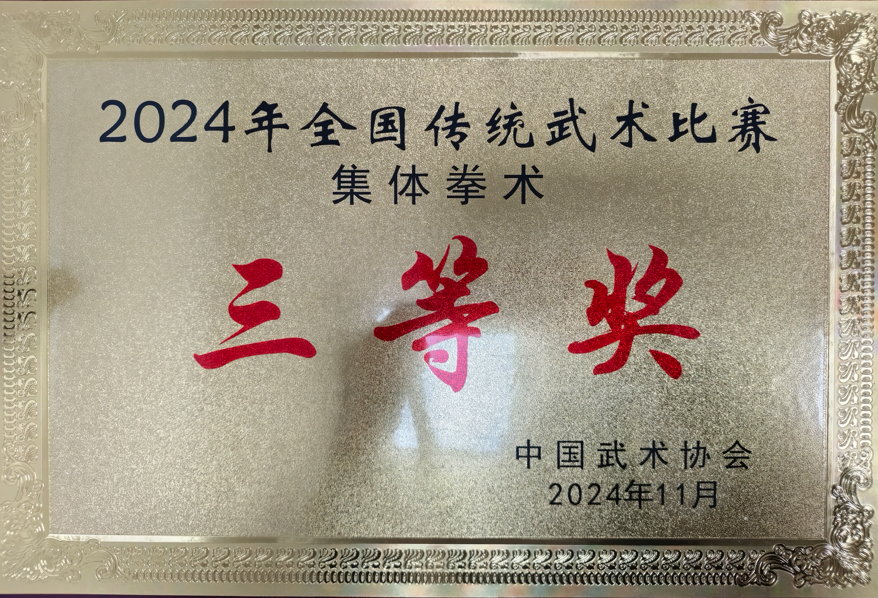 2024年全国传统武术比赛
集体拳术
三等奖
中国武术协会
2024年11月